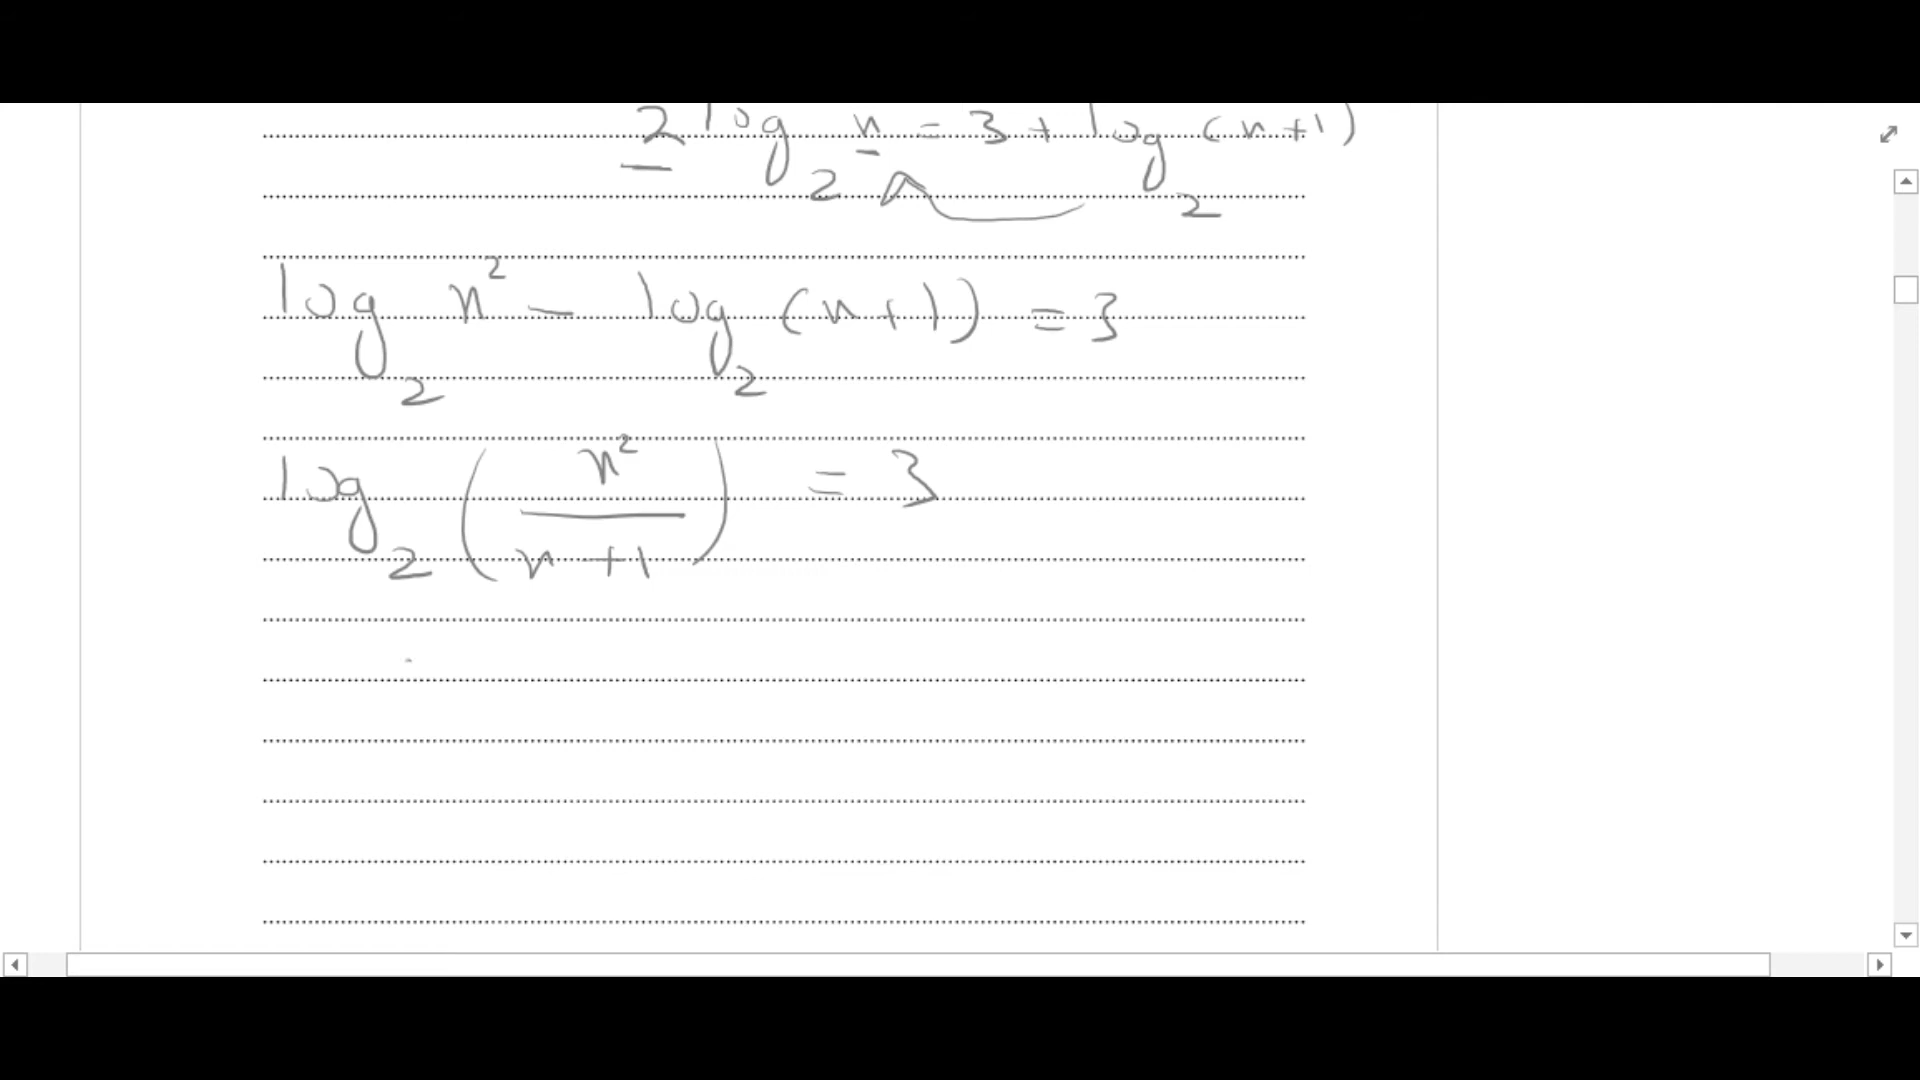 2 log₂ n = 3 + log₂ (n+1)
log₂ n² − log₂ (n+1) = 3
log₂ (n²/(n+1)) = 3